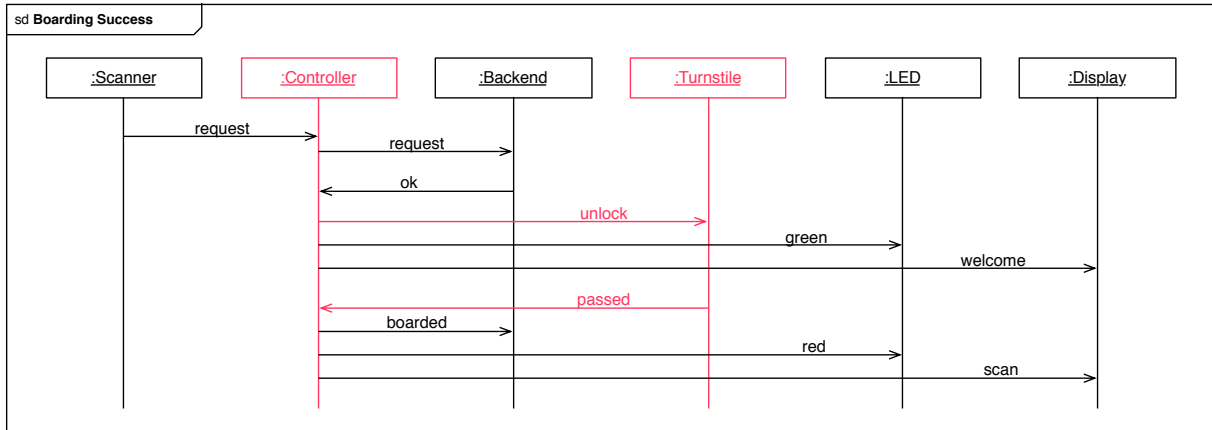 sd Boarding Success
:Scanner :Controller :Backend :Turnstile :LED :Display
request
request
ok
unlock
green
welcome
passed
boarded
red
scan